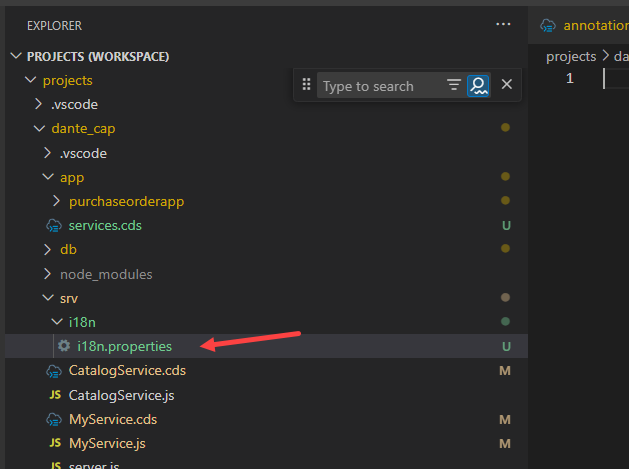 EXPLORER
annotation
PROJECTS (WORKSPACE)
projects > da
projects
Type to search
1
.vscode
dante_cap
.vscode
app
purchaseorderapp
services.cds U
db
node_modules
srv
i18n
i18n.properties U
CatalogService.cds M
JS CatalogService.js
MyService.cds M
JS MyService.js M
JS server.js